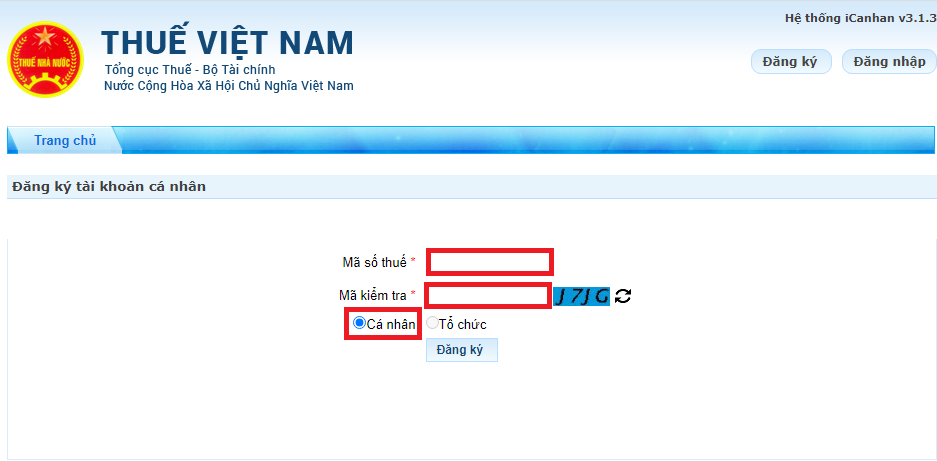 Hệ thống iCanhan v3.1.3
THUẾ NHÀ NƯỚC
THUẾ VIỆT NAM
Tổng cục Thuế - Bộ Tài chính
Nước Cộng Hòa Xã Hội Chủ Nghĩa Việt Nam
Đăng ký
Đăng nhập
Trang chủ
Đăng ký tài khoản cá nhân
Mã số thuế *
Mã kiểm tra * J7JG
Cá nhân Tổ chức
Đăng ký